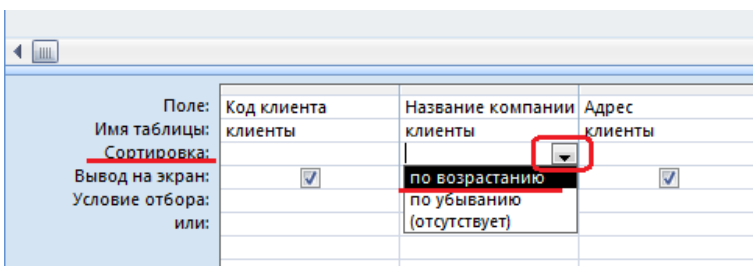 Поле: Код клиента Название компании Адрес
Имя таблицы: клиенты клиенты клиенты
Сортировка:
Вывод на экран: по возрастанию
Условие отбора: по убыванию
или: (отсутствует)